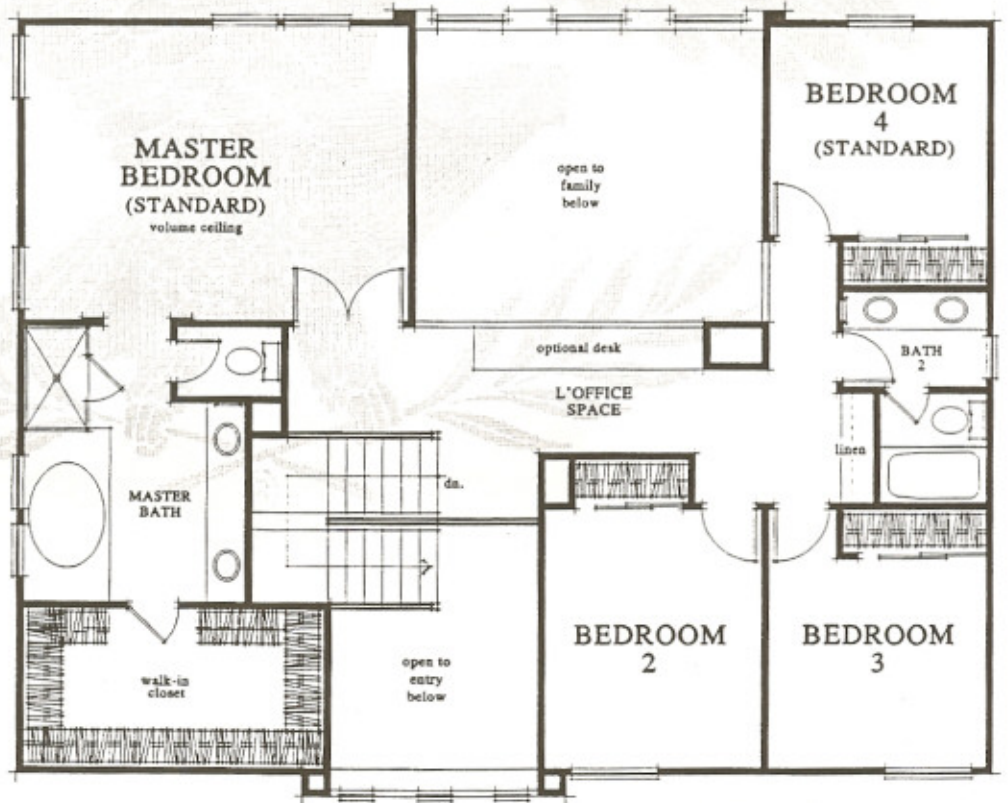 MASTER
BEDROOM
(STANDARD)
volume ceiling
open to
family
below
BEDROOM
4
(STANDARD)
optional desk
L'OFFICE
SPACE
BATH
2
linen
dn.
MASTER
BATH
walk-in
closet
open to
entry
below
BEDROOM
2
BEDROOM
3